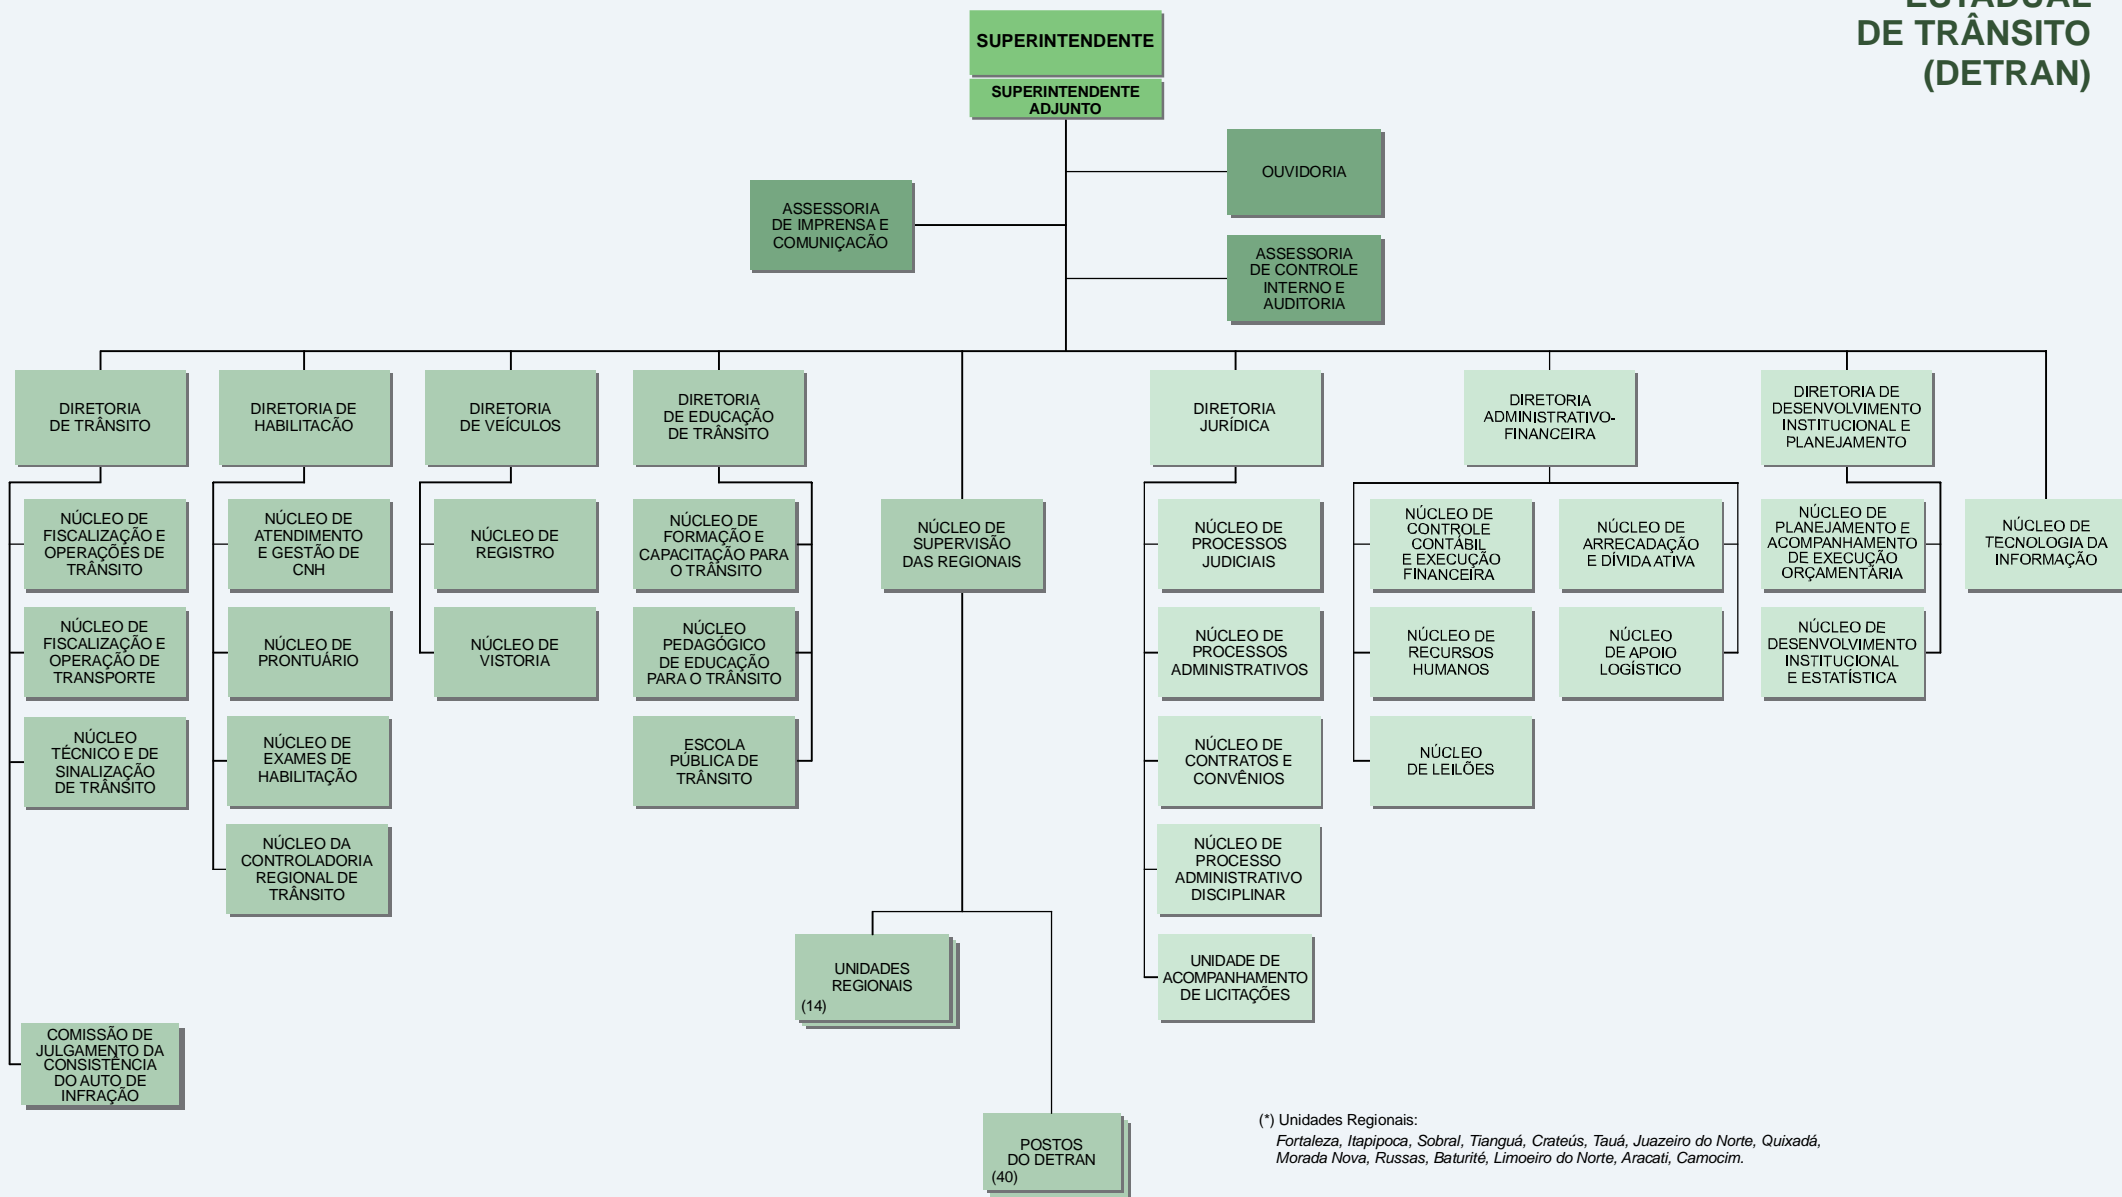 ESTADUAL
DE TRÂNSITO
(DETRAN)
SUPERINTENDENTE
SUPERINTENDENTE
ADJUNTO
OUVIDORIA
ASSESSORIA
DE IMPRENSA E
COMUNIÇACÃO
ASSESSORIA
DE CONTROLE
INTERNO E
AUDITORIA
DIRETORIA
DE TRÂNSITO
DIRETORIA DE
HABILITACÃO
DIRETORIA
DE VEÍCULOS
DIRETORIA
DE EDUCAÇÃO
DE TRÂNSITO
DIRETORIA
JURÍDICA
DIRETORIA
ADMINISTRATIVO-
FINANCEIRA
DIRETORIA DE
DESENVOLVIMENTO
INSTITUCIONAL E
PLANEJAMENTO
NÚCLEO DE
FISCALIZAÇÃO E
OPERAÇÕES DE
TRÂNSITO
NÚCLEO DE
ATENDIMENTO
E GESTÃO DE
CNH
NÚCLEO DE
REGISTRO
NÚCLEO DE
FORMAÇÃO E
CAPACITAÇÃO PARA
O TRÂNSITO
NÚCLEO DE
SUPERVISÃO
DAS REGIONAIS
NÚCLEO DE
PROCESSOS
JUDICIAIS
NÚCLEO DE
CONTROLE
CONTÁBIL
E EXECUÇÃO
FINANCEIRA
NÚCLEO DE
ARRECADAÇÃO
E DÍVIDA ATIVA
NÚCLEO DE
PLANEJAMENTO E
ACOMPANHAMENTO
DE EXECUÇÃO
ORÇAMENTÁRIA
NÚCLEO DE
TECNOLOGIA DA
INFORMAÇÃO
NÚCLEO DE
FISCALIZAÇÃO E
OPERAÇÃO DE
TRANSPORTE
NÚCLEO DE
PRONTUÁRIO
NÚCLEO DE
VISTORIA
NÚCLEO
PEDAGÓGICO
DE EDUCAÇÃO
PARA O TRÂNSITO
NÚCLEO DE
PROCESSOS
ADMINISTRATIVOS
NÚCLEO DE
RECURSOS
HUMANOS
NÚCLEO
DE APOIO
LOGÍSTICO
NÚCLEO DE
DESENVOLVIMENTO
INSTITUCIONAL
E ESTATÍSTICA
NÚCLEO
TÉCNICO E DE
SINALIZAÇÃO
DE TRÂNSITO
NÚCLEO DE
EXAMES DE
HABILITAÇÃO
ESCOLA
PÚBLICA DE
TRÂNSITO
NÚCLEO DE
CONTRATOS E
CONVÊNIOS
NÚCLEO
DE LEILÕES
NÚCLEO DA
CONTROLADORIA
REGIONAL DE
TRÂNSITO
NÚCLEO DE
PROCESSO
ADMINISTRATIVO
DISCIPLINAR
UNIDADES
REGIONAIS
(14)
UNIDADE DE
ACOMPANHAMENTO
DE LICITAÇÕES
COMISSÃO DE
JULGAMENTO DA
CONSISTÊNCIA
DO AUTO DE
INFRAÇÃO
POSTOS
DO DETRAN
(40)
(*) Unidades Regionais:
Fortaleza, Itapipoca, Sobral, Tianguá, Crateús, Tauá, Juazeiro do Norte, Quixadá,
Morada Nova, Russas, Baturité, Limoeiro do Norte, Aracati, Camocim.